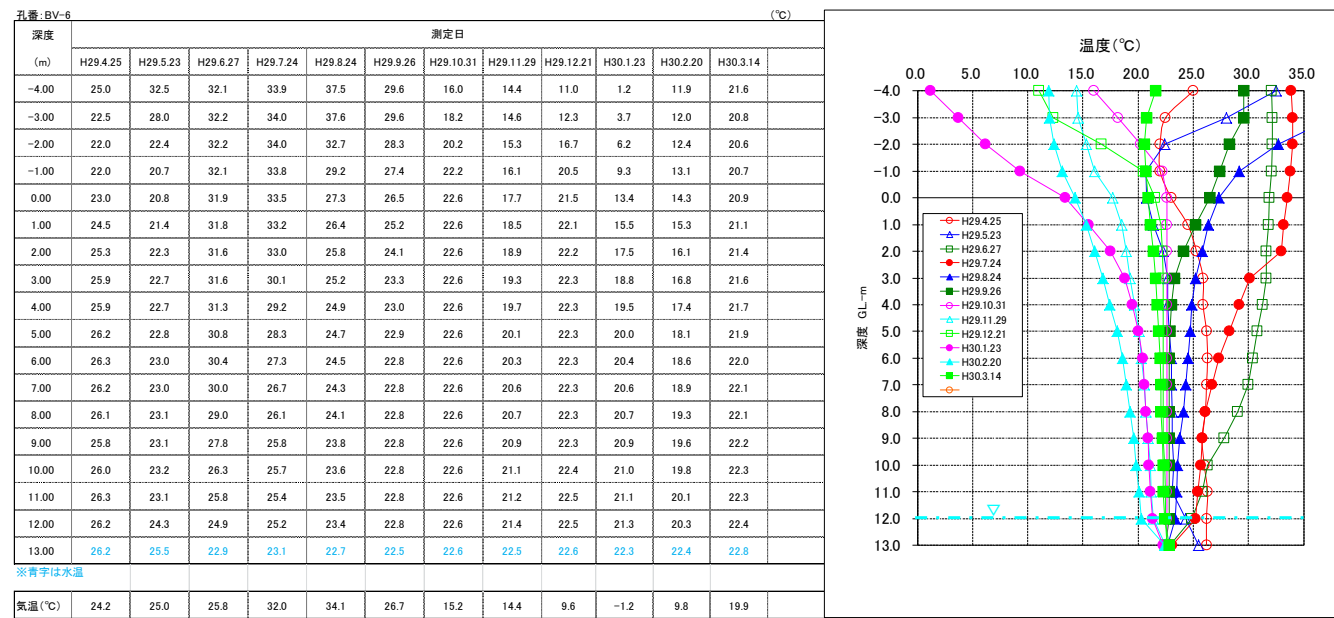 孔番:BV-6 (℃)
深度 測定日
(m) H29.4.25 H29.5.23 H29.6.27 H29.7.24 H29.8.24 H29.9.26 H29.10.31 H29.11.29 H29.12.21 H30.1.23 H30.2.20 H30.3.14
-4.00 25.0 32.5 32.1 33.9 37.5 29.6 16.0 14.4 11.0 1.2 11.9 21.6
-3.00 22.5 28.0 32.2 34.0 37.6 29.6 18.2 14.6 12.3 3.7 12.0 20.8
-2.00 22.0 22.4 32.2 34.0 32.7 28.3 20.2 15.3 16.7 6.2 12.4 20.6
-1.00 22.0 20.7 32.1 33.8 29.2 27.4 22.2 16.1 20.5 9.3 13.1 20.7
0.00 23.0 20.8 31.9 33.5 27.3 26.5 22.6 17.7 21.5 13.4 14.3 20.9
1.00 24.5 21.4 31.8 33.2 26.4 25.2 22.6 18.5 22.1 15.5 15.3 21.1
2.00 25.3 22.3 31.6 33.0 25.8 24.1 22.6 18.9 22.2 17.5 16.1 21.4
3.00 25.9 22.7 31.6 30.1 25.2 23.3 22.6 19.3 22.3 18.8 16.8 21.6
4.00 25.9 22.7 31.3 29.2 24.9 23.0 22.6 19.7 22.3 19.5 17.4 21.7
5.00 26.2 22.8 30.8 28.3 24.7 22.9 22.6 20.1 22.3 20.0 18.1 21.9
6.00 26.3 23.0 30.4 27.3 24.5 22.8 22.6 20.3 22.3 20.4 18.6 22.0
7.00 26.2 23.0 30.0 26.7 24.3 22.8 22.6 20.6 22.3 20.6 18.9 22.1
8.00 26.1 23.1 29.0 26.1 24.1 22.8 22.6 20.7 22.3 20.7 19.3 22.1
9.00 25.8 23.1 27.8 25.8 23.8 22.8 22.6 20.9 22.3 20.9 19.6 22.2
10.00 26.0 23.2 26.3 25.7 23.6 22.8 22.6 21.1 22.4 21.0 19.8 22.3
11.00 26.3 23.1 25.8 25.4 23.5 22.8 22.6 21.2 22.5 21.1 20.1 22.3
12.00 26.2 24.3 24.9 25.2 23.4 22.8 22.6 21.4 22.5 21.3 20.3 22.4
13.00 26.2 25.5 22.9 23.1 22.7 22.5 22.6 22.5 22.6 22.3 22.4 22.8
※青字は水温
気温(℃) 24.2 25.0 25.8 32.0 34.1 26.7 15.2 14.4 9.6 -1.2 9.8 19.9
温度(℃)
0.0 5.0 10.0 15.0 20.0 25.0 30.0 35.0
深度 GL.-m
-4.0
-3.0
-2.0
-1.0
0.0
1.0
2.0
3.0
4.0
5.0
6.0
7.0
8.0
9.0
10.0
11.0
12.0
13.0
H29.4.25
H29.5.23
H29.6.27
H29.7.24
H29.8.24
H29.9.26
H29.10.31
H29.11.29
H29.12.21
H30.1.23
H30.2.20
H30.3.14